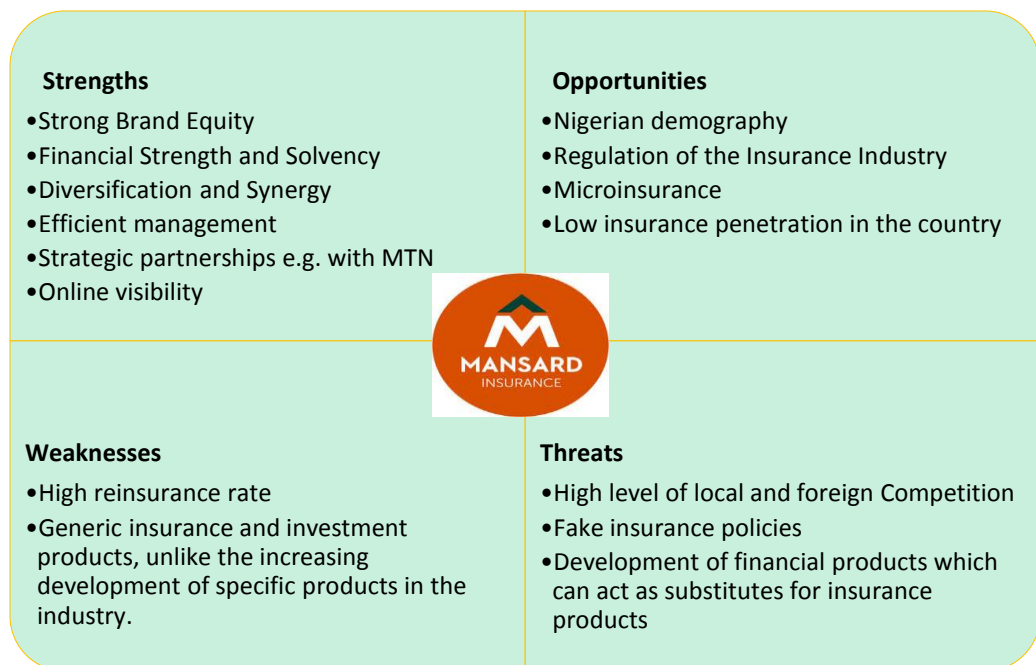 Strengths
•Strong Brand Equity
•Financial Strength and Solvency
•Diversification and Synergy
•Efficient management
•Strategic partnerships e.g. with MTN
•Online visibility
Opportunities
•Nigerian demography
•Regulation of the Insurance Industry
•Microinsurance
•Low insurance penetration in the country
MANSARD
INSURANCE
Weaknesses
•High reinsurance rate
•Generic insurance and investment
products, unlike the increasing
development of specific products in the
industry.
Threats
•High level of local and foreign Competition
•Fake insurance policies
•Development of financial products which
can act as substitutes for insurance
products